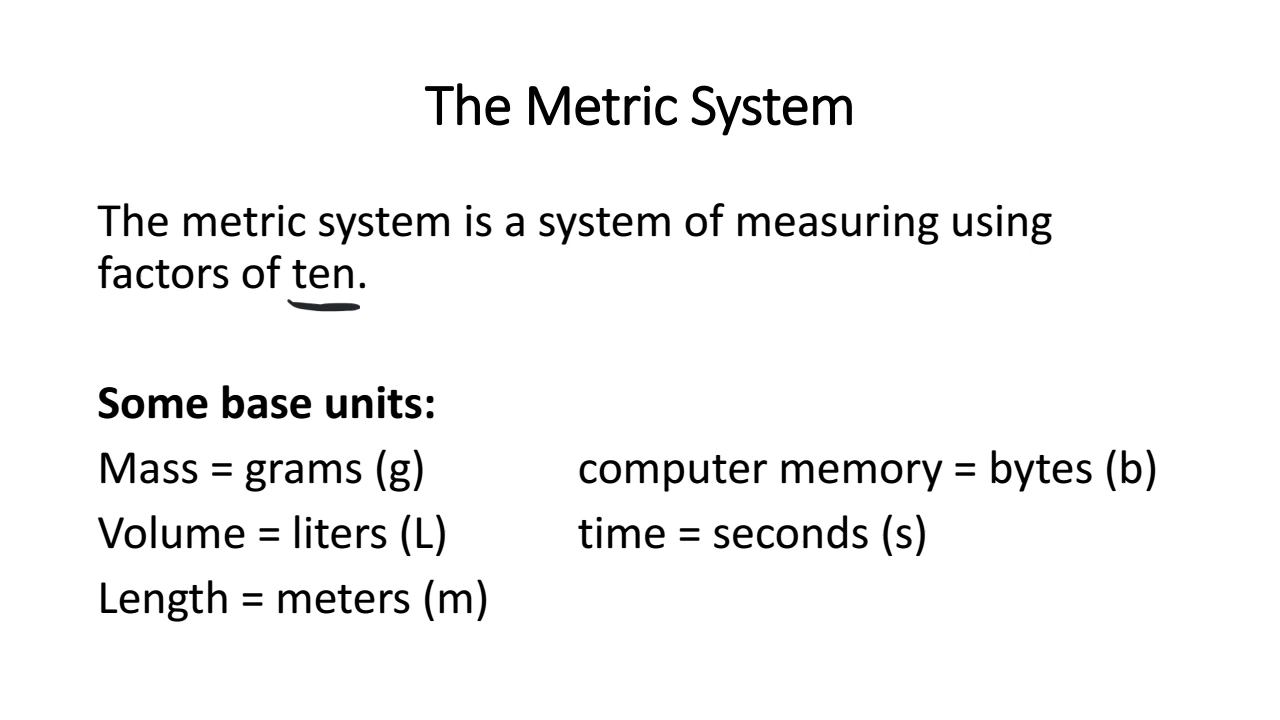 The Metric System
The metric system is a system of measuring using
factors of ten.
Some base units:
Mass = grams (g)
Volume = liters (L)
Length = meters (m)
computer memory = bytes (b)
time = seconds (s)